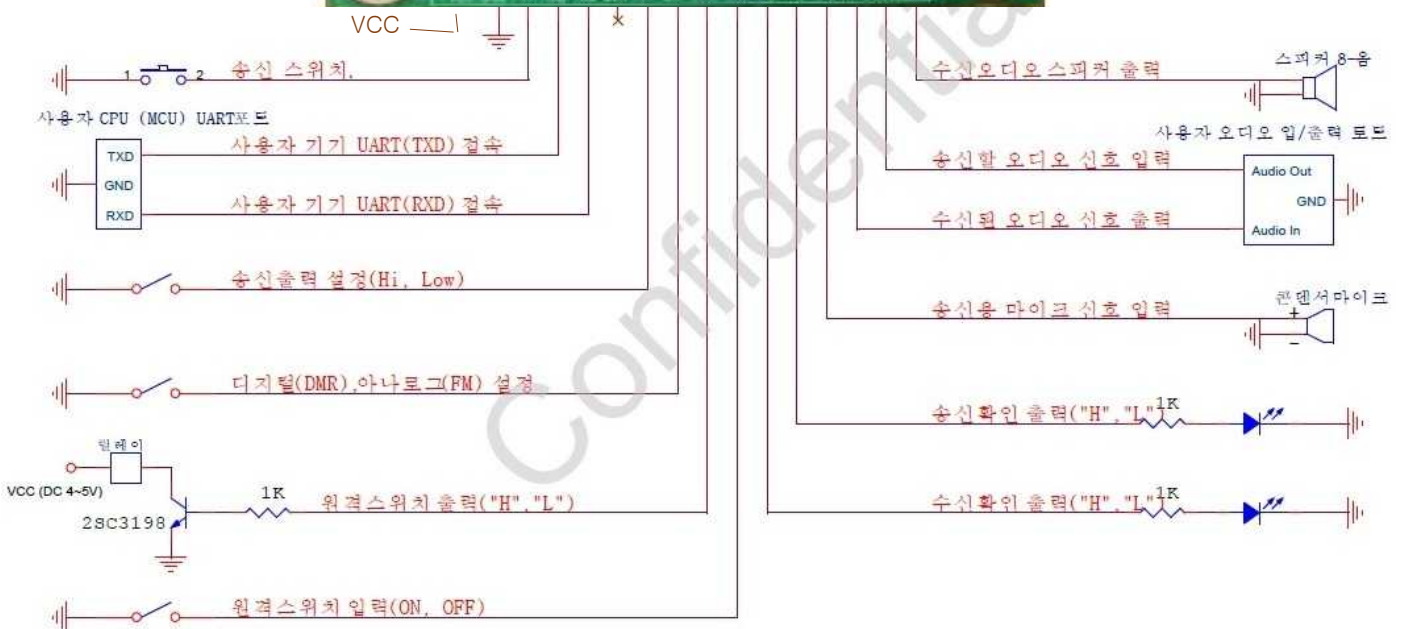 VCC
송신 스위치.
1 2
사용자 CPU (MCU) UART포트
TXD
GND
RXD
사용자 기기 UART(TXD) 접속
사용자 기기 UART(RXD) 접속
송신출력 설정(Hi, Low)
디지털(DMR),아나로그(FM) 설정
릴레이
VCC (DC 4~5V)
2SC3198
1K
원격스위치 출력("H","L")
원격스위치 입력(ON, OFF)
수신오디오 스피커 출력
스피커 8-옴
사용자 오디오 입/출력 포트
송신할 오디오 신호 입력
Audio Out
GND
수신된 오디오 신호 출력
Audio In
송신용 마이크 신호 입력
콘덴서마이크
+
-
송신확인 출력("H","L")
1K
수신확인 출력("H","L")
1K
Confidential